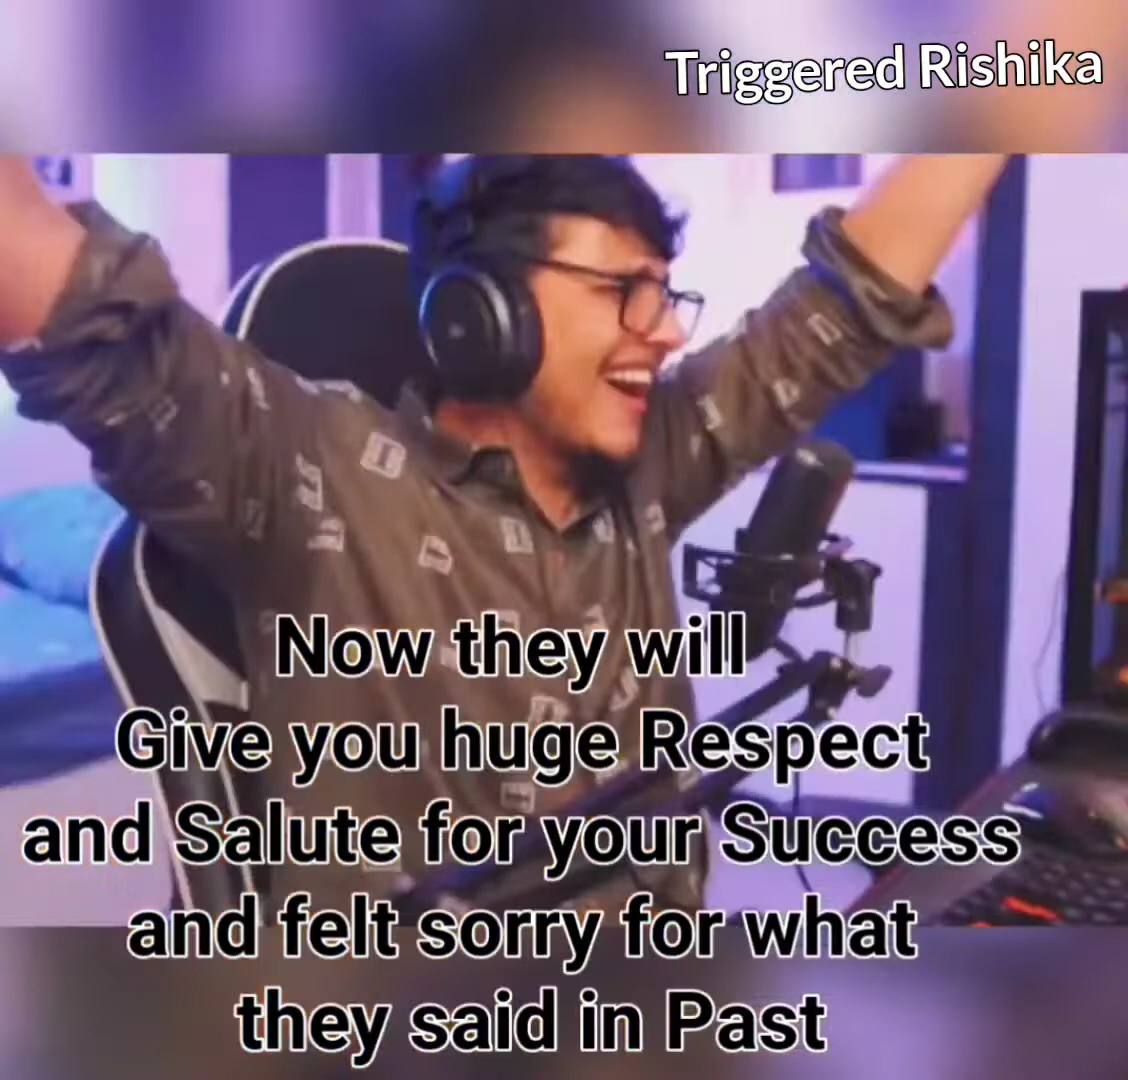 Triggered Rishika
Now they will
Give you huge Respect
and Salute for your Success
and felt sorry for what
they said in Past